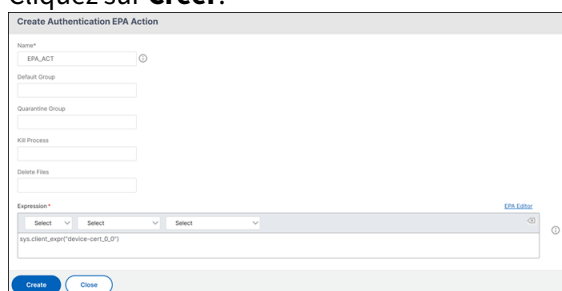 Cliquez sur Créer.
Create Authentication EPA Action
Name*
EPA_ACT
Default Group
Quarantine Group
Kill Process
Delete Files
Expression * EPA Editor
Select Select Select
sys.client_expr("device-cert_0_0")
Create Close